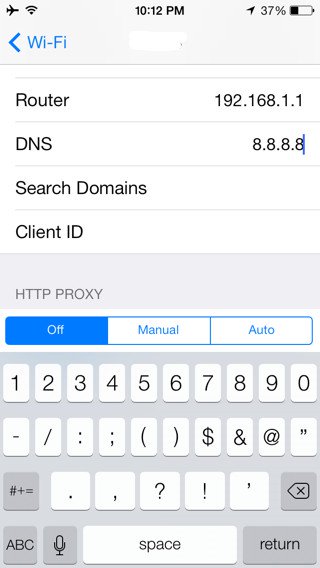 10:12 PM 37%
Wi-Fi
Router 192.168.1.1
DNS 8.8.8.8
Search Domains
Client ID
HTTP PROXY
Off Manual Auto
1 2 3 4 5 6 7 8 9 0
- / : ; ( ) $ & @ "
#+= . , ? ! '
ABC space return